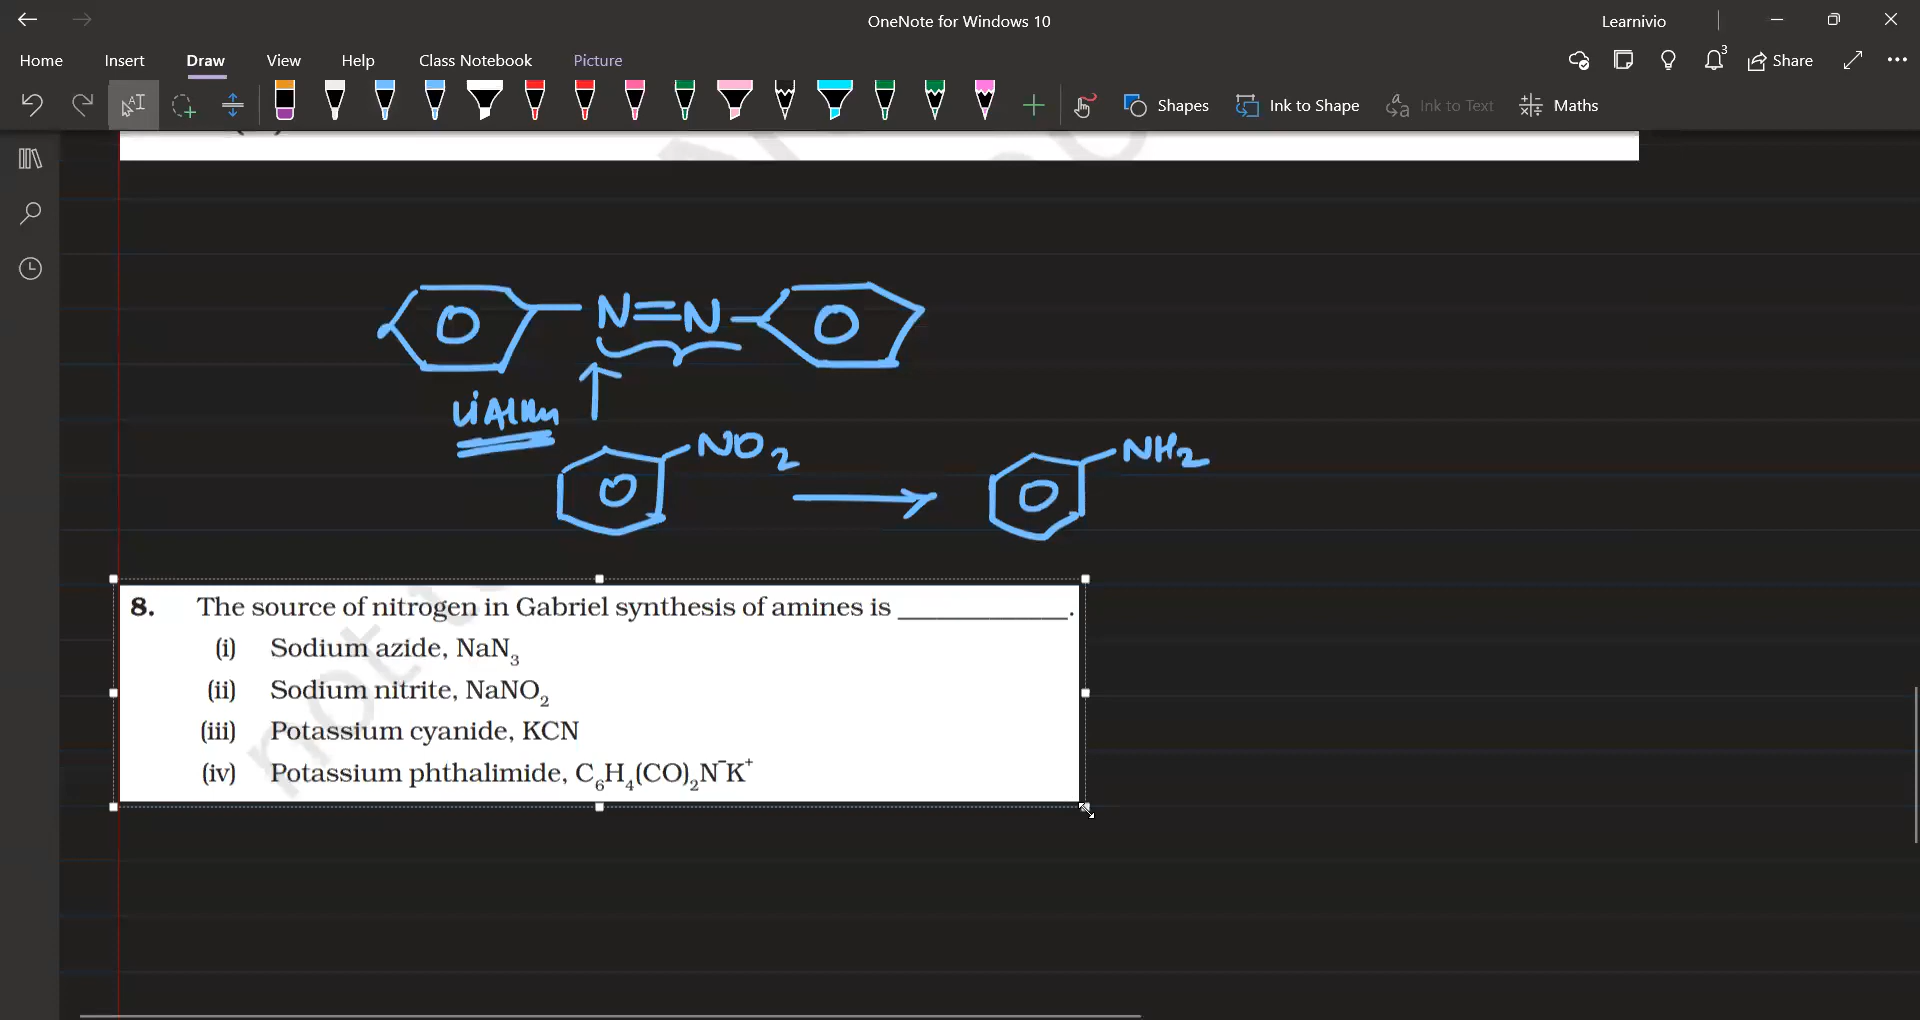 OneNote for Windows 10
Learnivio
Home Insert Draw View Help Class Notebook Picture
3
Share
Shapes Ink to Shape Ink to Text Maths
N=N
LiAlH4
NO2
NH2
8. The source of nitrogen in Gabriel synthesis of amines is ____________.
(i) Sodium azide, NaN₃
(ii) Sodium nitrite, NaNO₂
(iii) Potassium cyanide, KCN
(iv) Potassium phthalimide, C₆H₄(CO)₂N⁻K⁺